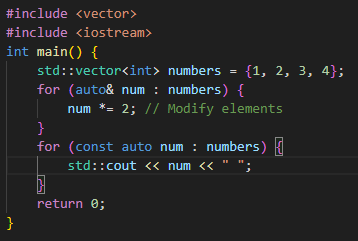 #include <vector>
#include <iostream>
int main() {
    std::vector<int> numbers = {1, 2, 3, 4};
    for (auto& num : numbers) {
        num *= 2; // Modify elements
    }
    for (const auto num : numbers) {
        std::cout << num << " ";
    }
    return 0;
}